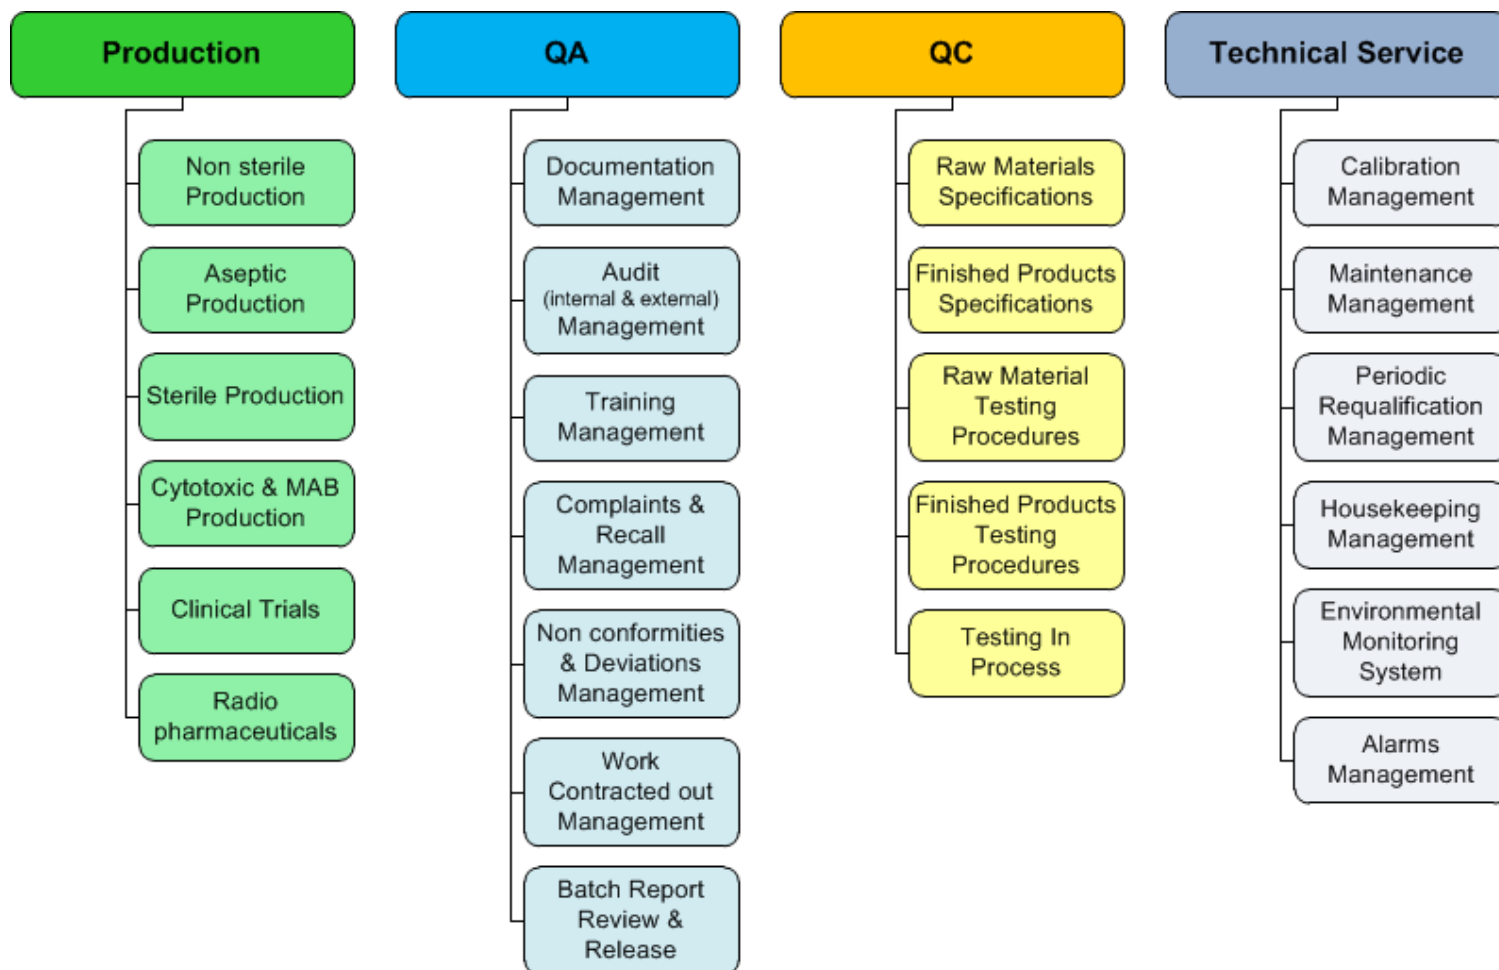 Production
Non sterile
Production
Aseptic
Production
Sterile Production
Cytotoxic & MAB
Production
Clinical Trials
Radio
pharmaceuticals
QA
Documentation
Management
Audit
(internal & external)
Management
Training
Management
Complaints &
Recall
Management
Non conformities
& Deviations
Management
Work
Contracted out
Management
Batch Report
Review &
Release
QC
Raw Materials
Specifications
Finished Products
Specifications
Raw Material
Testing
Procedures
Finished Products
Testing
Procedures
Testing In
Process
Technical Service
Calibration
Management
Maintenance
Management
Periodic
Requalification
Management
Housekeeping
Management
Environmental
Monitoring
System
Alarms
Management